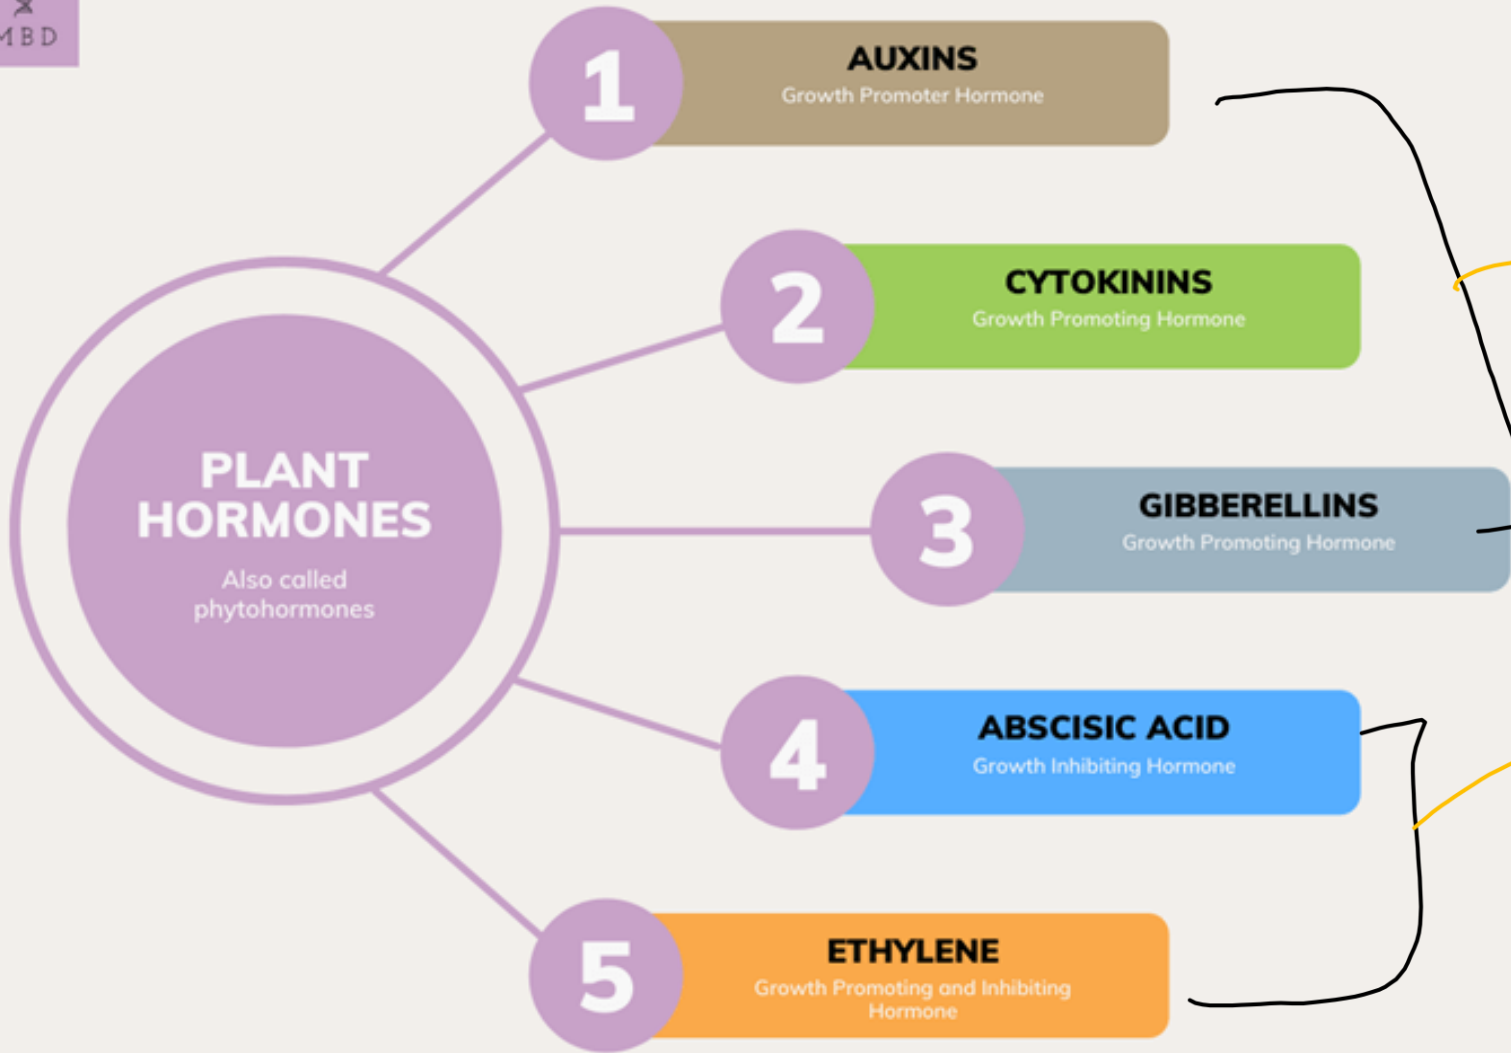 MBD
1
AUXINS
Growth Promoter Hormone
2
CYTOKININS
Growth Promoting Hormone
3
GIBBERELLINS
Growth Promoting Hormone
PLANT
HORMONES
Also called
phytohormones
4
ABSCISIC ACID
Growth Inhibiting Hormone
5
ETHYLENE
Growth Promoting and Inhibiting
Hormone